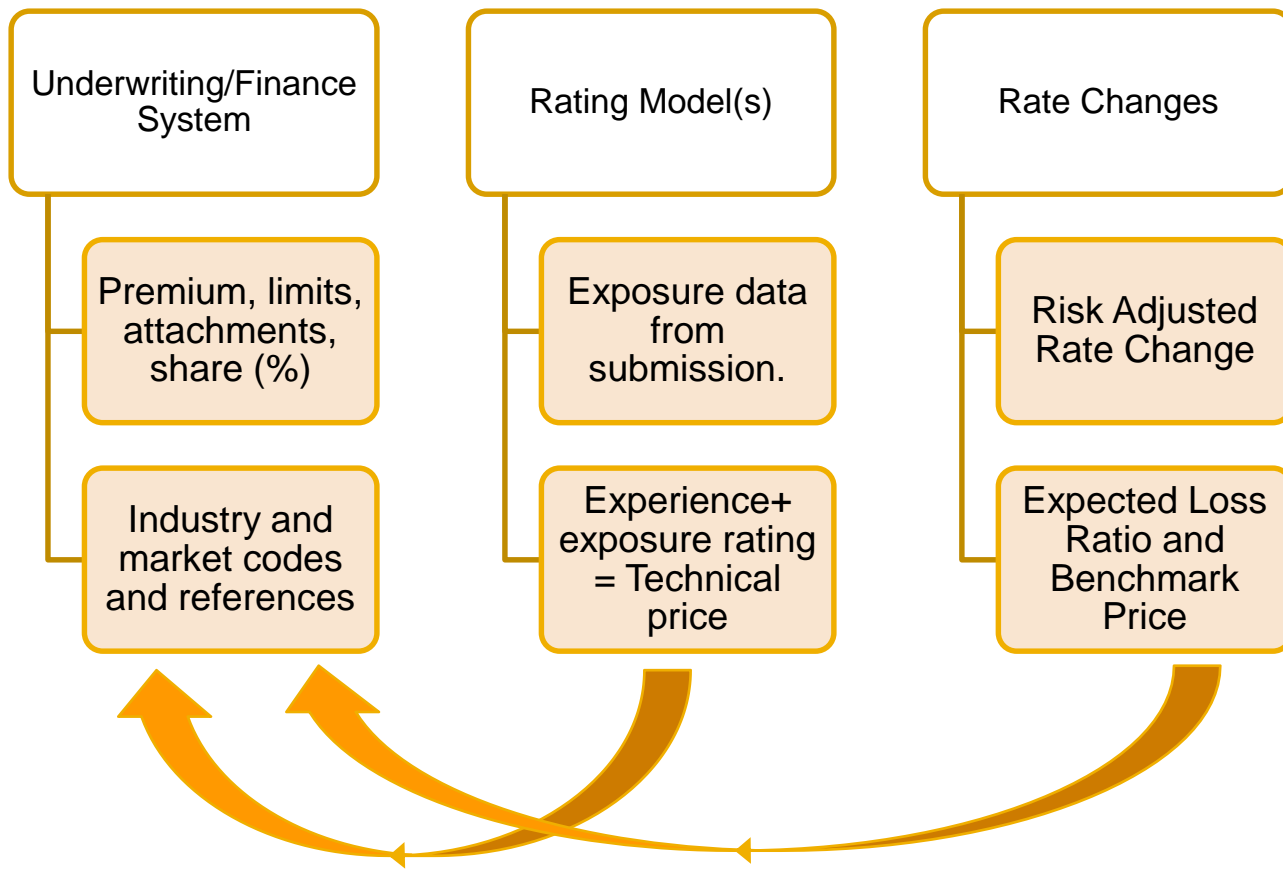 Underwriting/Finance
System
Premium, limits,
attachments,
share (%)
Industry and
market codes
and references
Rating Model(s)
Exposure data
from
submission.
Experience+
exposure rating
= Technical
price
Rate Changes
Risk Adjusted
Rate Change
Expected Loss
Ratio and
Benchmark
Price